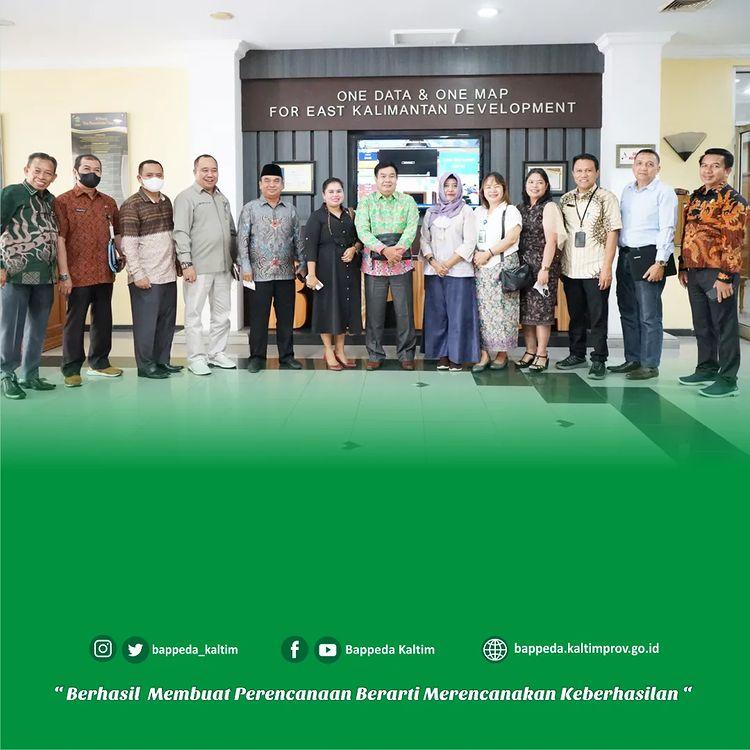 ONE DATA & ONE MAP
FOR EAST KALIMANTAN DEVELOPMENT
bappeda_kaltim
Bappeda Kaltim
bappeda.kaltimprov.go.id
“ Berhasil Membuat Perencanaan Berarti Merencanakan Keberhasilan “